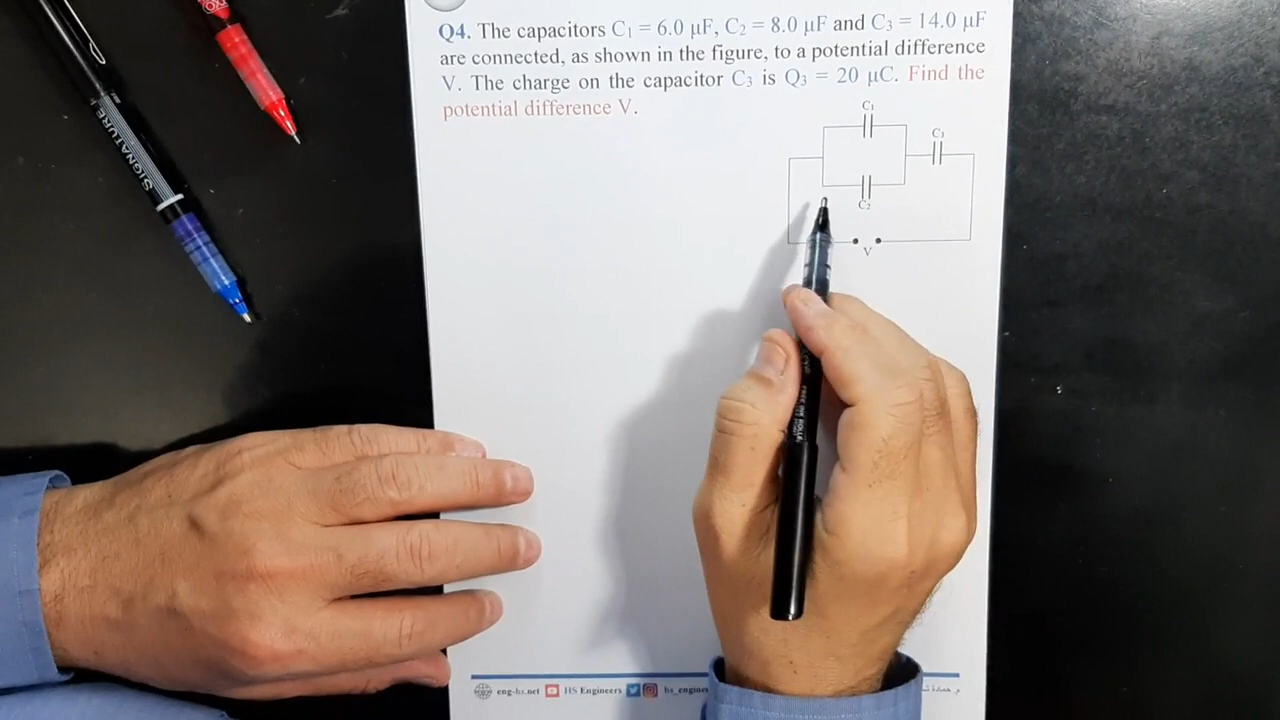 Q4. The capacitors C₁ = 6.0 μF, C₂ = 8.0 μF and C₃ = 14.0 μF
are connected, as shown in the figure, to a potential difference
V. The charge on the capacitor C₃ is Q₃ = 20 μC. Find the
potential difference V.
C₁
C₃
C₂
V
SIGNATURE
eng-hs.net HS Engineers